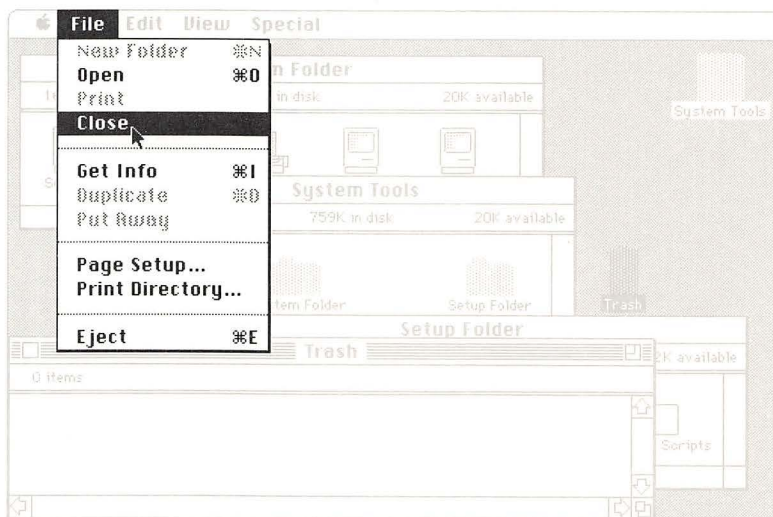 File Edit View Special
New Folder ⌘N
Open ⌘O
Print
Close
Get Info ⌘I
Duplicate ⌘D
Put Away
Page Setup...
Print Directory...
Eject ⌘E
n Folder
in disk 20K available
System Tools
System Tools
759K in disk 20K available
tem Folder Setup Folder
Trash
Setup Folder
2K available
Scripts
Trash
0 items